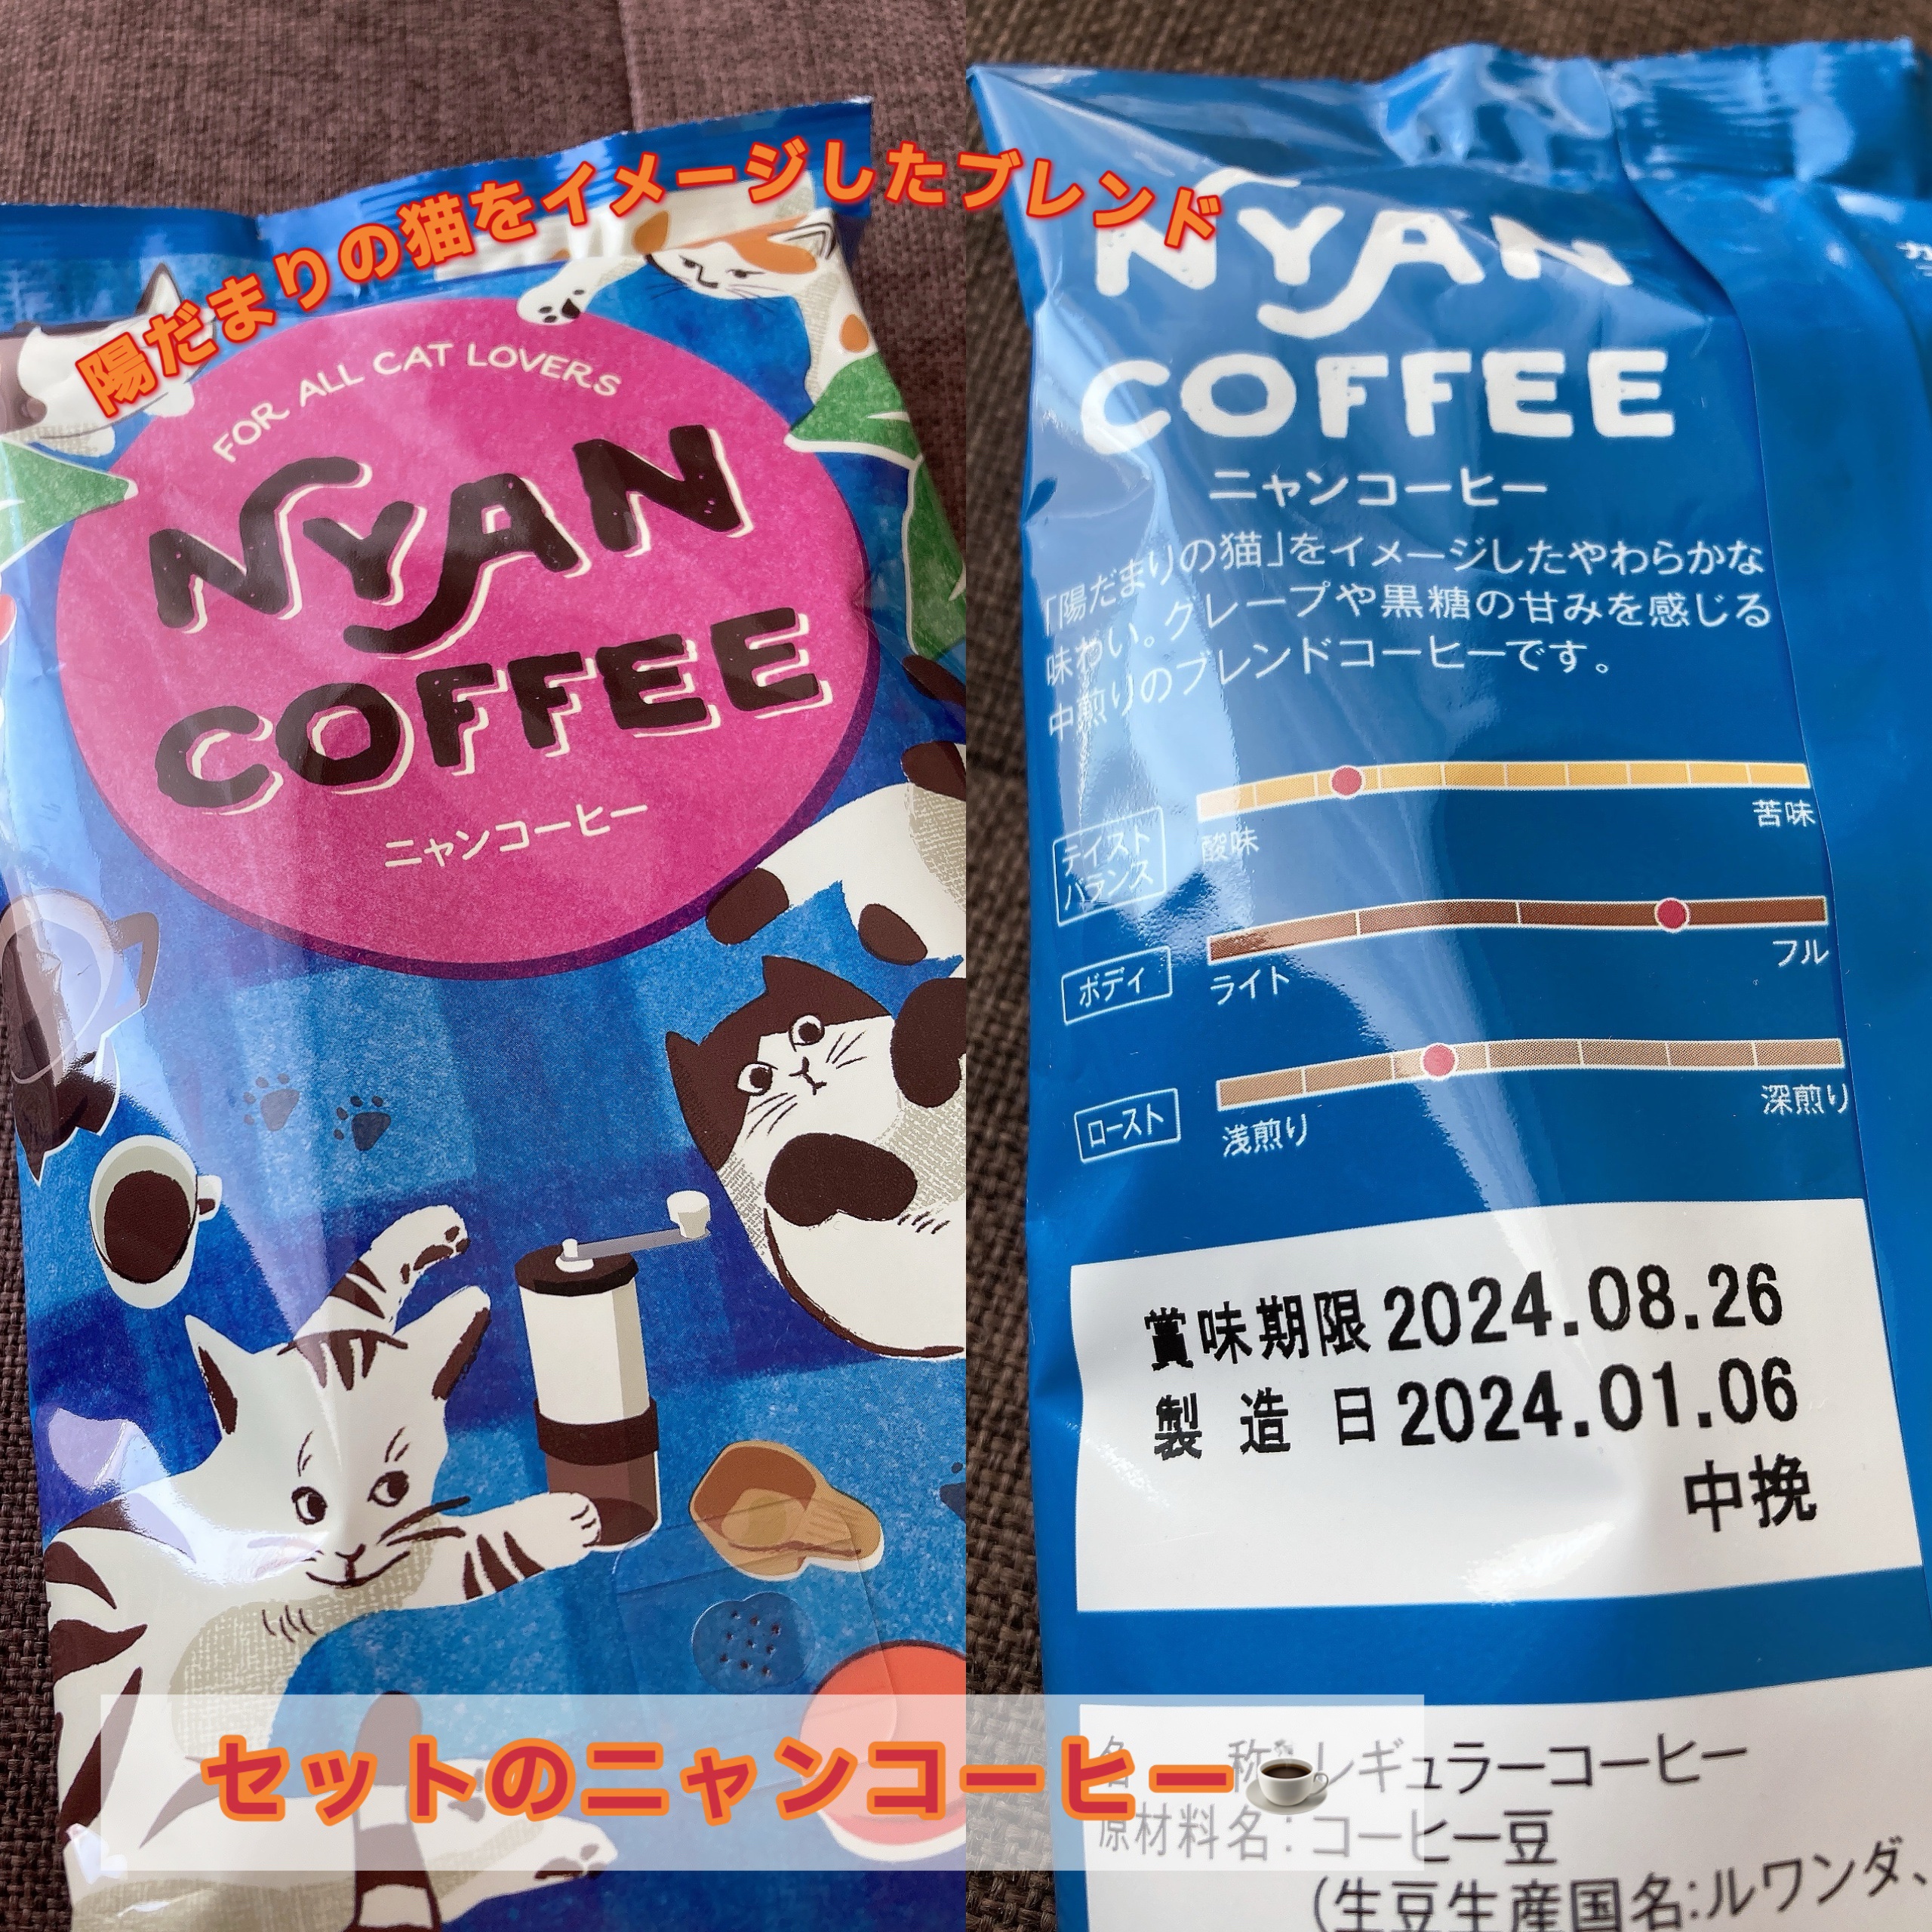 陽だまりの猫をイメージしたブレンド
FOR ALL CAT LOVERS
NYAN
COFFEE
ニャンコーヒー
NYAN
COFFEE
ニャンコーヒー
「陽だまりの猫」をイメージしたやわらかな
味わい。グレープや黒糖の甘みを感じる
中煎りのブレンドコーヒーです。
テイスト
バランス
酸味 苦味
ボディ
ライト フル
ロースト
浅煎り 深煎り
賞味期限 2024.08.26
製造日 2024.01.06
中挽
セットのニャンコーヒー☕
名称:レギュラーコーヒー
原材料名:コーヒー豆
(生豆生産国名:ルワンダ、